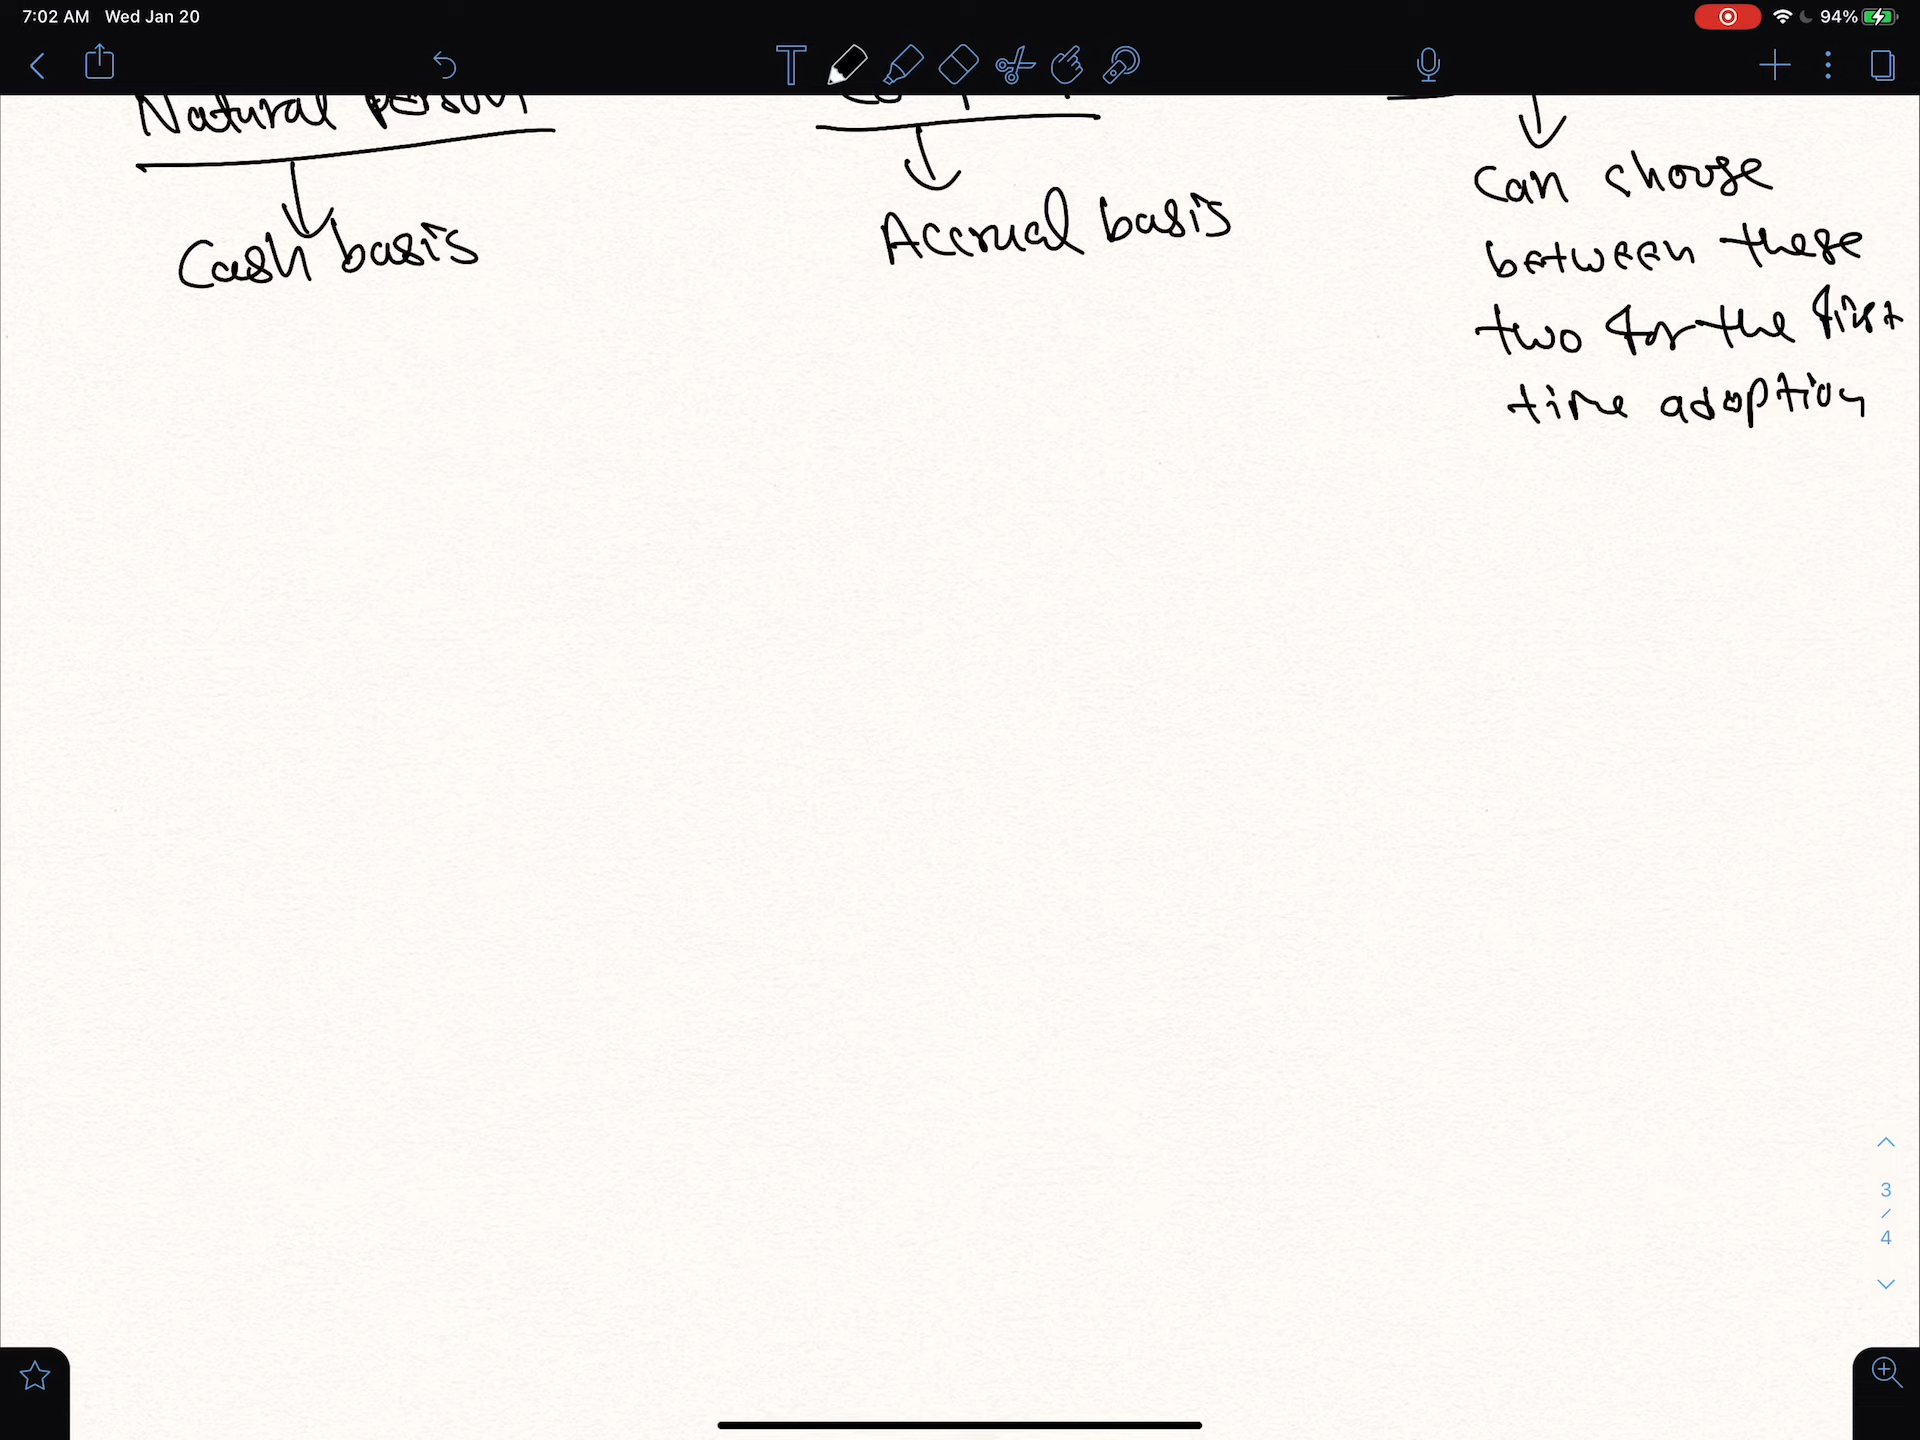 7:02 AM Wed Jan 20
94%
Natural person
Cash basis
Accrual basis
can choose
between these
two for the first
time adoption
3
/
4